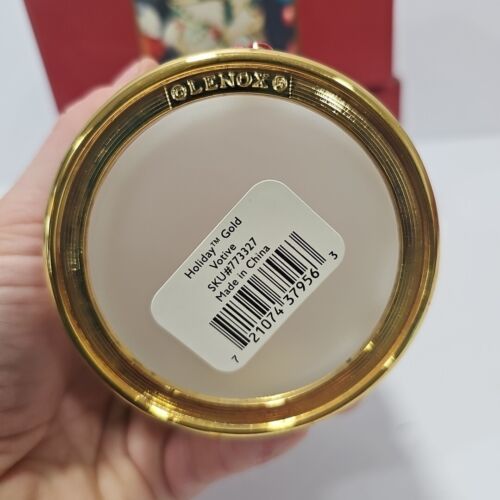 LENOX
Holiday™ Gold
Votive
SKU#773327
Made in China
7 21074 37956 3